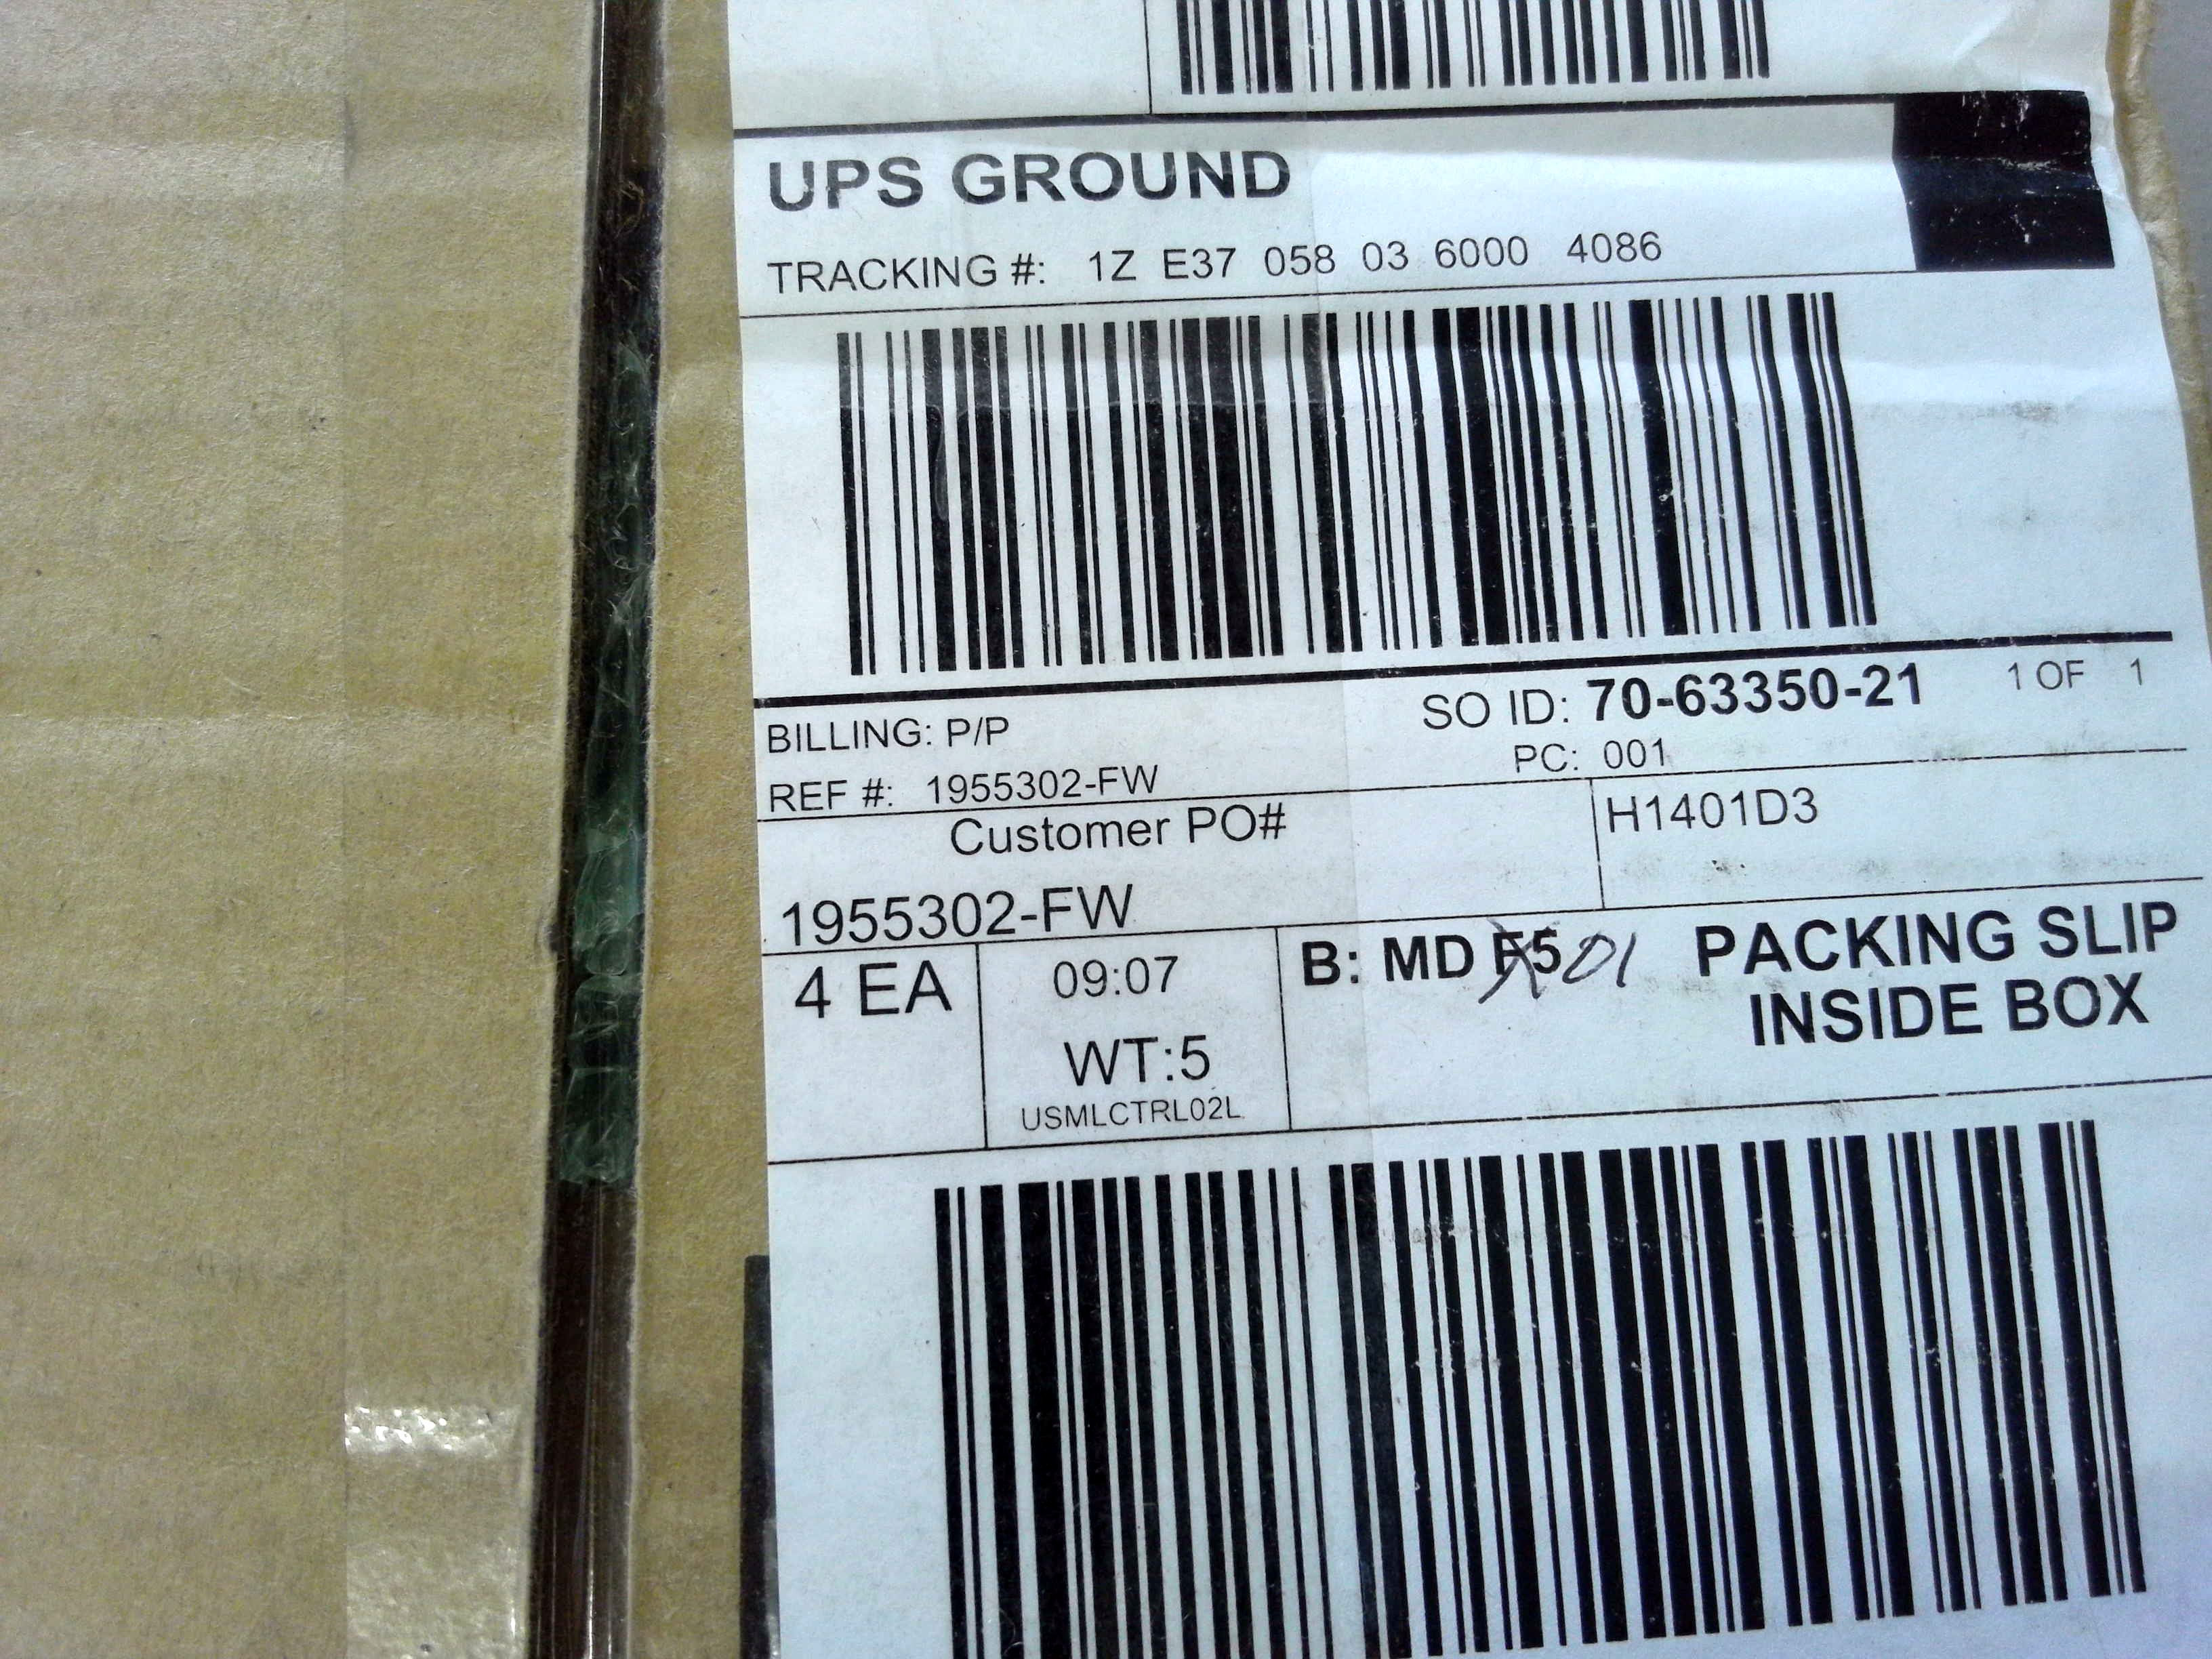 UPS GROUND
TRACKING #: 1Z E37 058 03 6000 4086
BILLING: P/P
SO ID: 70-63350-21 1 OF 1
REF #: 1955302-FW
PC: 001
Customer PO#
H1401D3
1955302-FW
4 EA
09:07
WT:5
USMLCTRL02L
B: MD F5 01
PACKING SLIP
INSIDE BOX